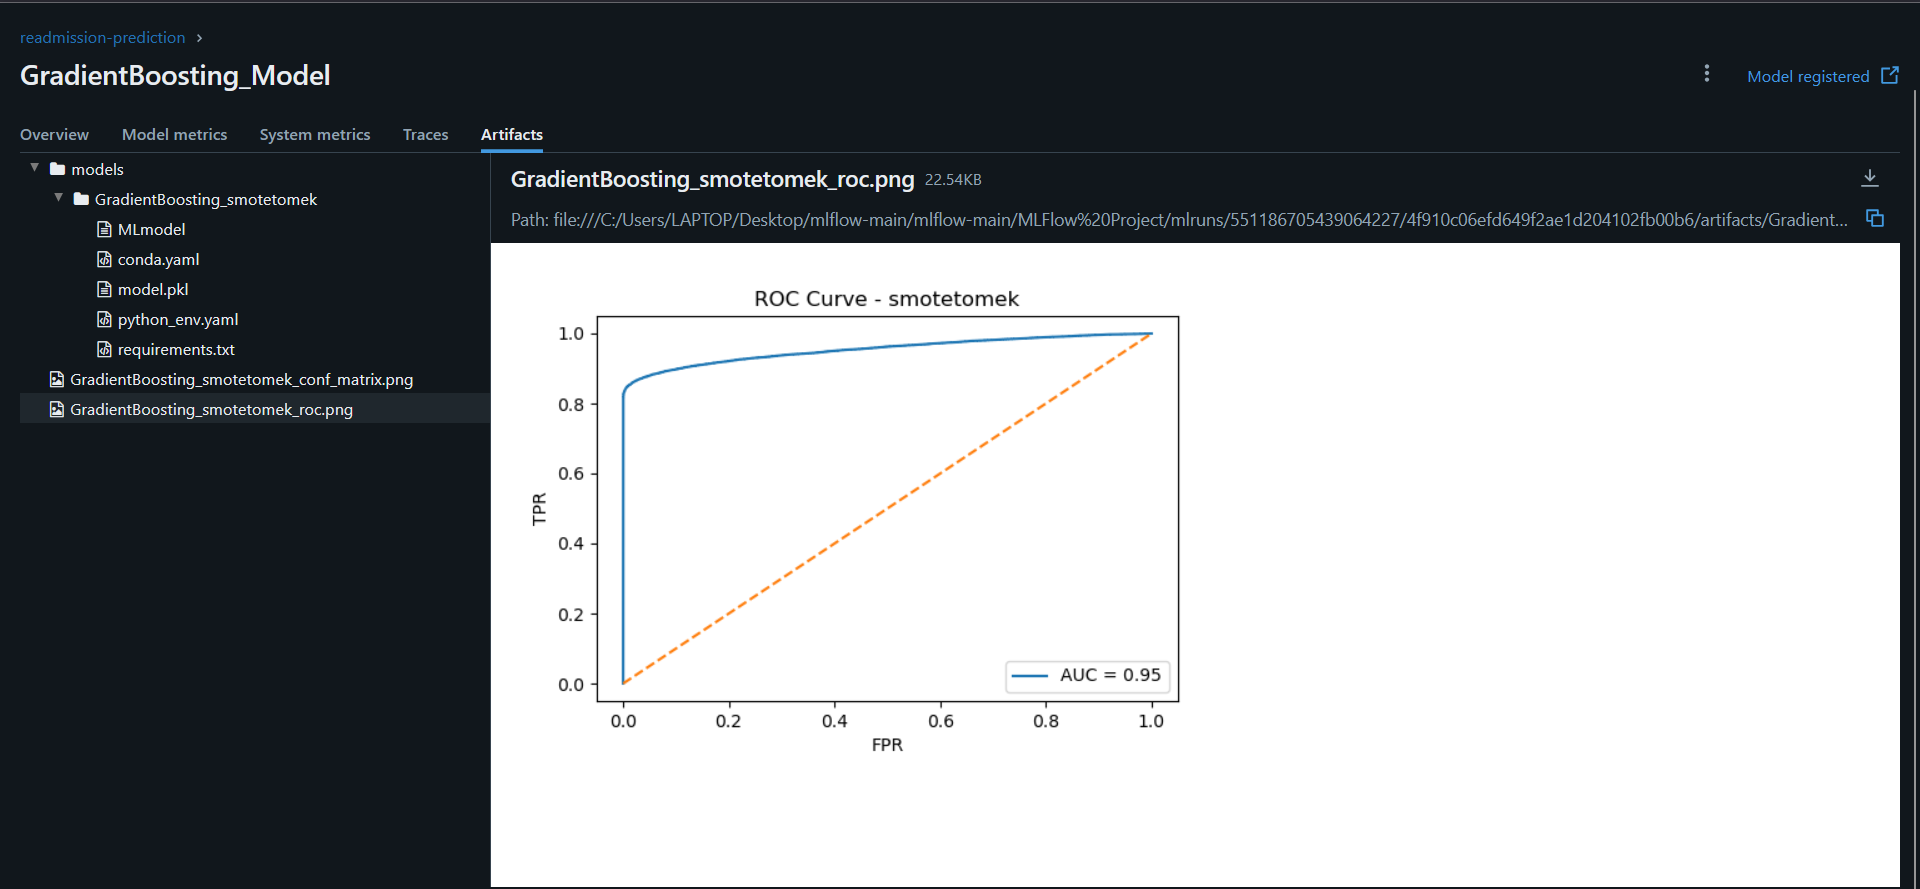 readmission-prediction
GradientBoosting_Model
Model registered
Overview Model metrics System metrics Traces Artifacts
models
GradientBoosting_smotetomek
MLmodel
conda.yaml
model.pkl
python_env.yaml
requirements.txt
GradientBoosting_smotetomek_conf_matrix.png
GradientBoosting_smotetomek_roc.png
GradientBoosting_smotetomek_roc.png 22.54KB
Path: file:///C:/Users/LAPTOP/Desktop/mlflow-main/mlflow-main/MLFlow%20Project/mlruns/551186705439064227/4f910c06efd649f2ae1d204102fb00b6/artifacts/Gradient...
ROC Curve - smotetomek
1.0
0.8
0.6
0.4
0.2
0.0
TPR
AUC = 0.95
0.0 0.2 0.4 0.6 0.8 1.0
FPR